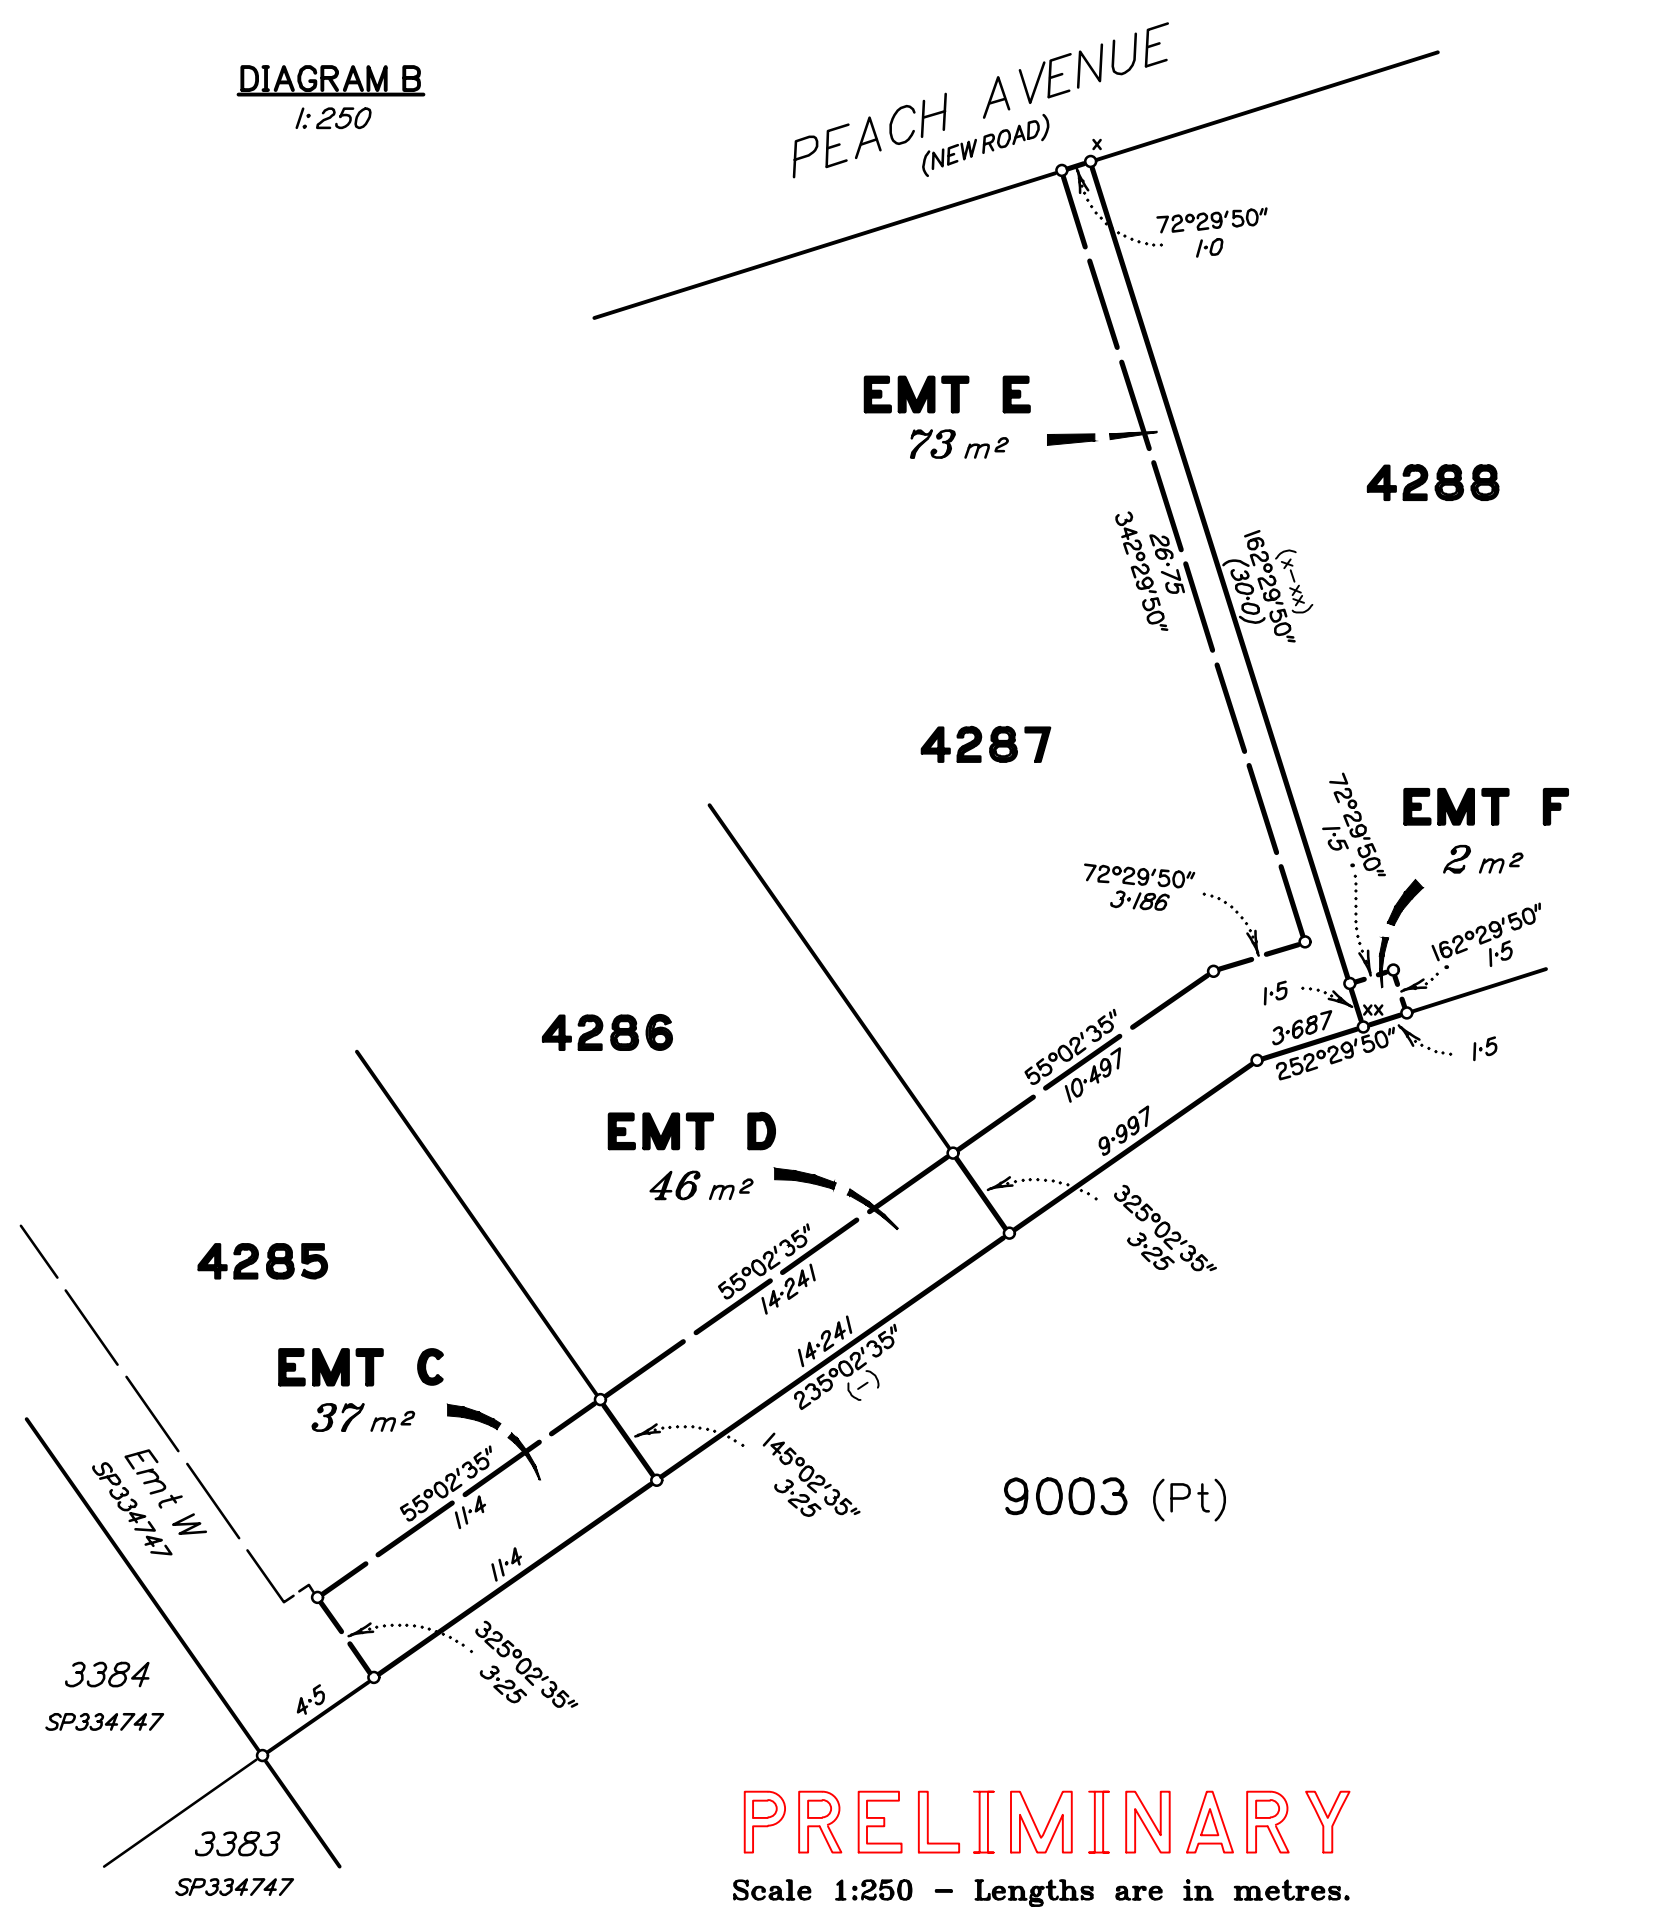 DIAGRAM B
1:250
PEACH AVENUE
(NEW ROAD)
x
72°29'50"
1·0
EMT E
73 m²
4288
26·75
342°29'50"
(x-xx)
162°29'50"
(30·0)
4287
72°29'50"
1·5
EMT F
2 m²
72°29'50"
3·186
162°29'50"
1·5
1·5
xx
3·687
252°29'50"
1·5
4286
55°02'35"
10·497
9·997
EMT D
46 m²
325°02'35"
3·25
4285
55°02'35"
14·241
14·241
235°02'35"
(-)
EMT C
37 m²
145°02'35"
3·25
55°02'35"
11·4
11·4
Emt W
SP334747
9003 (Pt)
325°02'35"
3·25
3384
SP334747
4·5
3383
SP334747
PRELIMINARY
Scale 1:250 - Lengths are in metres.